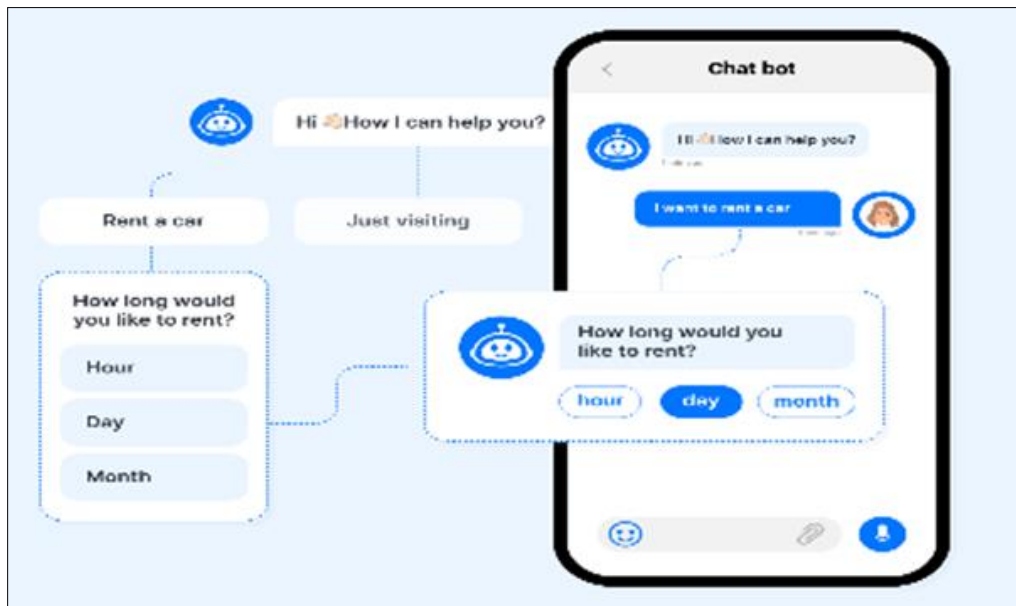 Chat bot
Hi 👋🏻How I can help you?
Hi 👋🏻How I can help you?
I want to rent a car
Rent a car
Just visiting
How long would
you like to rent?
Hour
Day
Month
How long would you
like to rent?
hour
day
month